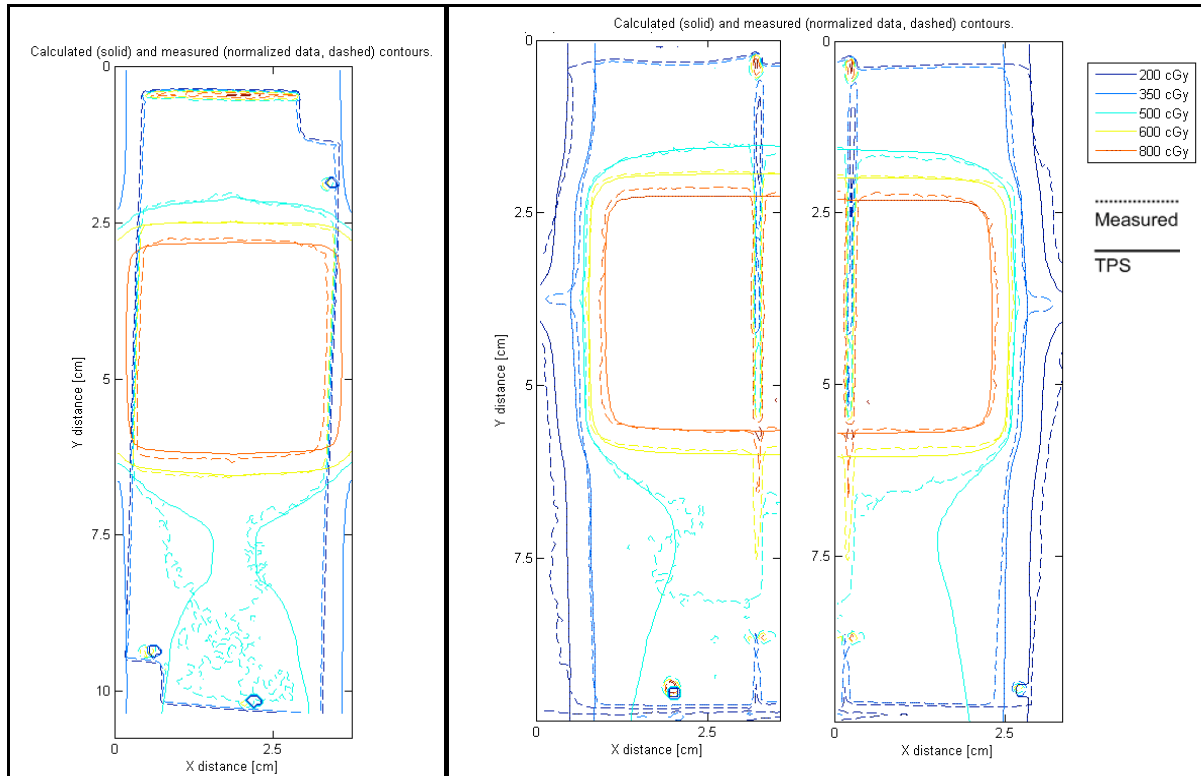 Calculated (solid) and measured (normalized data, dashed) contours.
0
2.5
5
7.5
10
Y distance [cm]
0
2.5
X distance [cm]
Calculated (solid) and measured (normalized data, dashed) contours.
0
2.5
5
7.5
Y distance [cm]
0
2.5
X distance [cm]
0
2.5
5
7.5
0
2.5
X distance [cm]
200 cGy
350 cGy
500 cGy
600 cGy
800 cGy
Measured
TPS